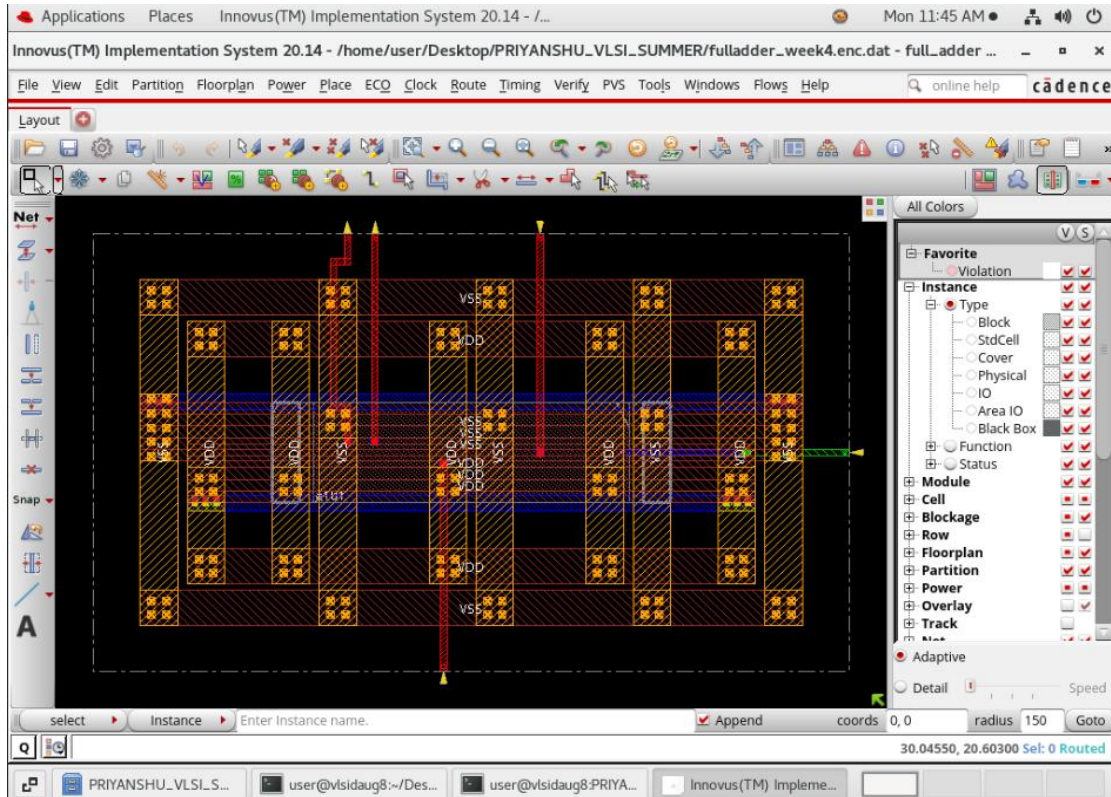 Applications Places Innovus(TM) Implementation System 20.14 - /... Mon 11:45 AM
Innovus(TM) Implementation System 20.14 - /home/user/Desktop/PRIYANSHU_VLSI_SUMMER/fulladder_week4.enc.dat - full_adder ...
File View Edit Partition Floorplan Power Place ECO Clock Route Timing Verify PVS Tools Windows Flows Help online help cādence
Layout
All Colors
Net
V S
Favorite
Violation
Instance
Type
Block
StdCell
Cover
Physical
IO
Area IO
Black Box
Function
Status
Module
Cell
Blockage
Row
Floorplan
Partition
Power
Overlay
Track
Net
Snap
A
VSS
VDD
VSS
VDD
VDD
VSS
VSS
VDD
VSS
VDD
VSS
VDD
VSS
VDD
VSS
Adaptive
Detail Speed
select Instance Enter Instance name. Append coords 0, 0 radius 150 Goto
Q 30.04550, 20.60300 Sel: 0 Routed
PRIYANSHU_VLSI_S... user@vlsidaug8:~/Des... user@vlsidaug8:PRIYA... Innovus(TM) Impleme...